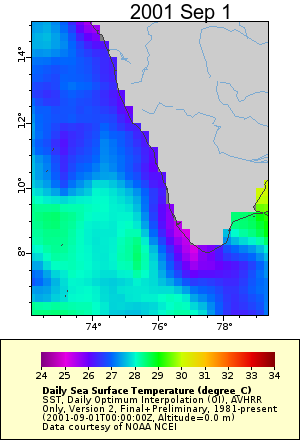 2001 Sep 1
14°
12°
10°
8°
74°
76°
78°
24 25 26 28 30 31 32 33 34
Daily Sea Surface Temperature (degree_C)
SST, Daily Optimum Interpolation (OI), AVHRR
Only, Version 2, Final+Preliminary, 1981-present
(2001-09-01T00:00:00Z, Altitude=0.0 m)
Data courtesy of NOAA NCEI